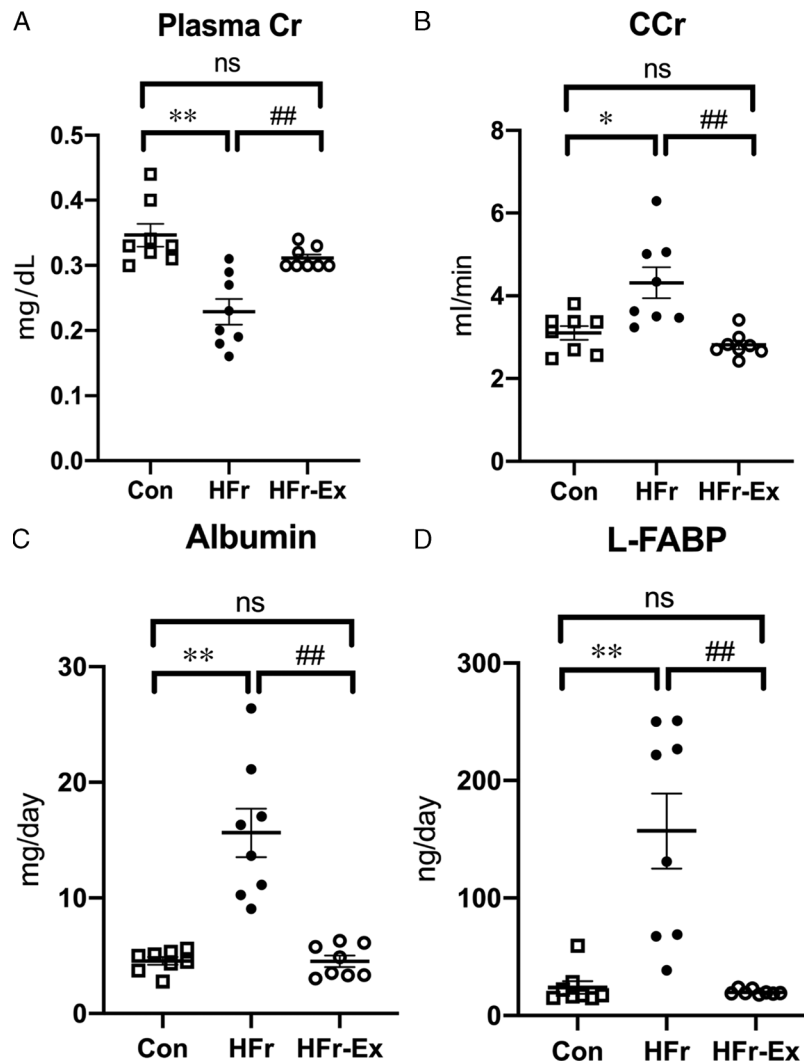 A
Plasma Cr
ns
** ##
mg/dL
0.5
0.4
0.3
0.2
0.1
0.0
Con HFr HFr-Ex
B
CCr
ns
* ##
ml/min
8
6
4
2
0
Con HFr HFr-Ex
C
Albumin
ns
** ##
mg/day
30
20
10
0
Con HFr HFr-Ex
D
L-FABP
ns
** ##
ng/day
300
200
100
0
Con HFr HFr-Ex